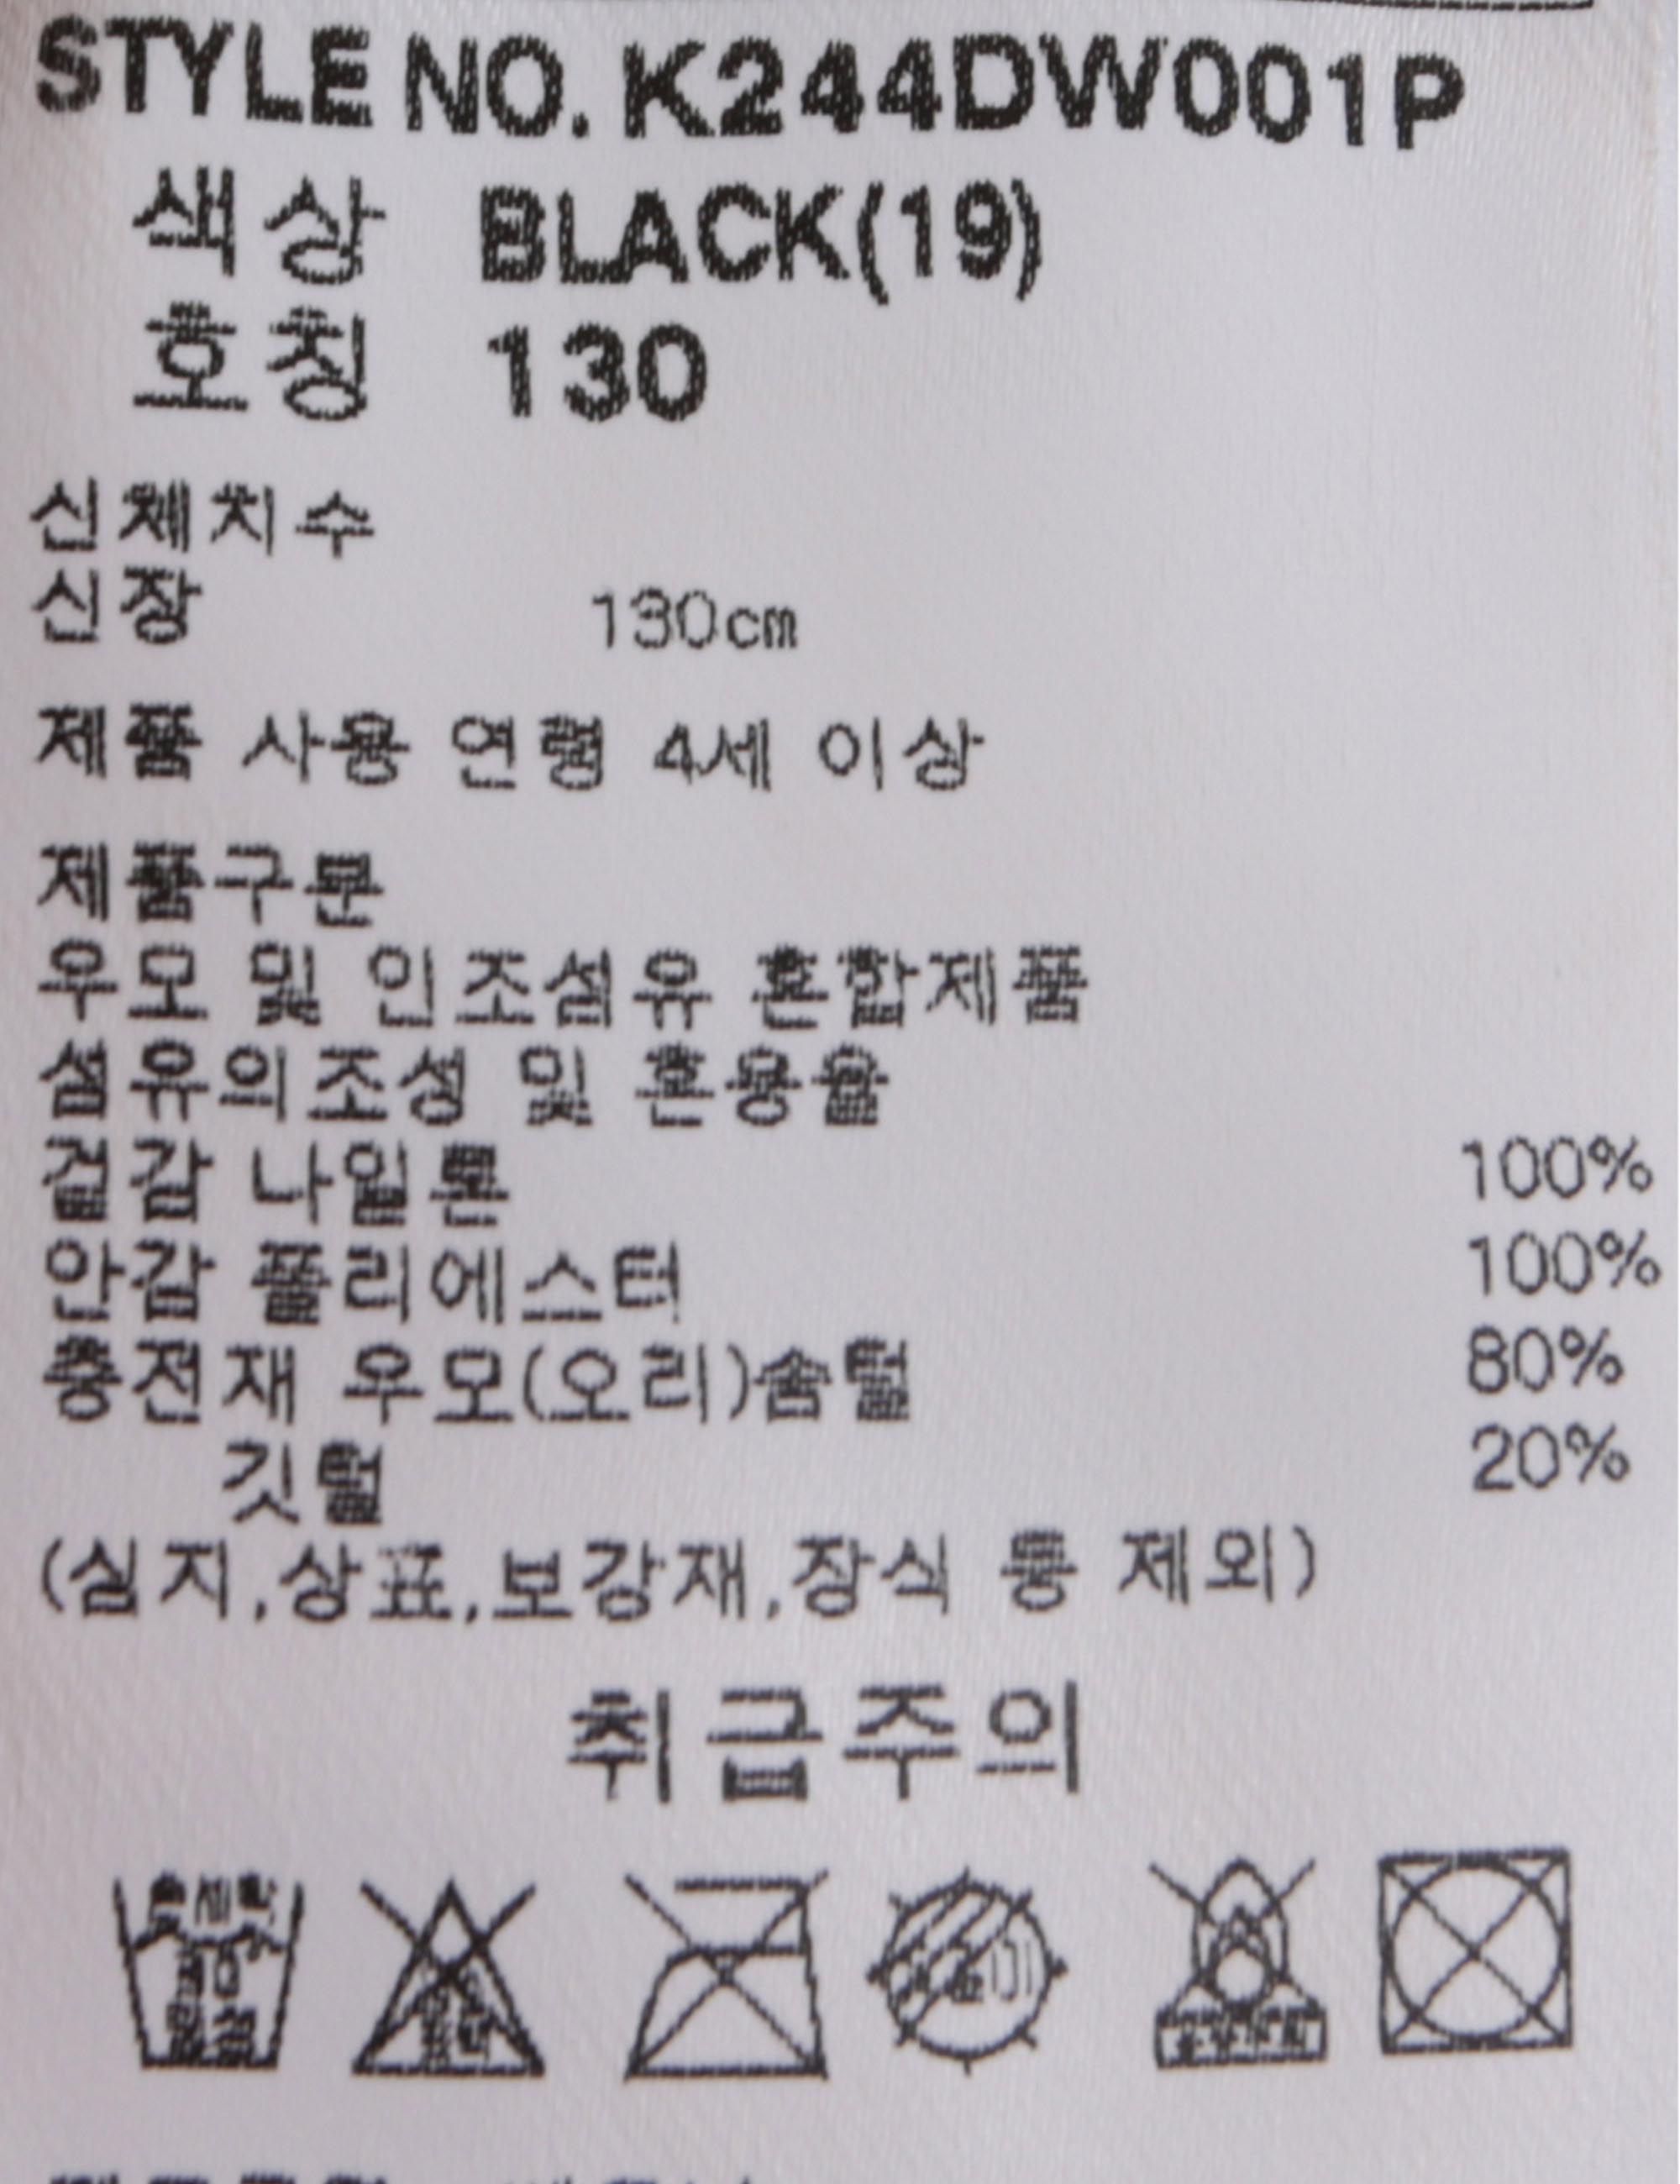 STYLE NO. K244DW001P
색상 BLACK(19)
호칭 130
신체치수
신장 130cm
제품 사용 연령 4세 이상
제품구분
우모 및 인조섬유 혼합제품
섬유의조성 및 혼용율
겉감 나일론 100%
안감 폴리에스터 100%
충전재 우모(오리)솜털 80%
깃털 20%
(심지,상표,보강재,장식 등 제외)
취급주의
손세탁